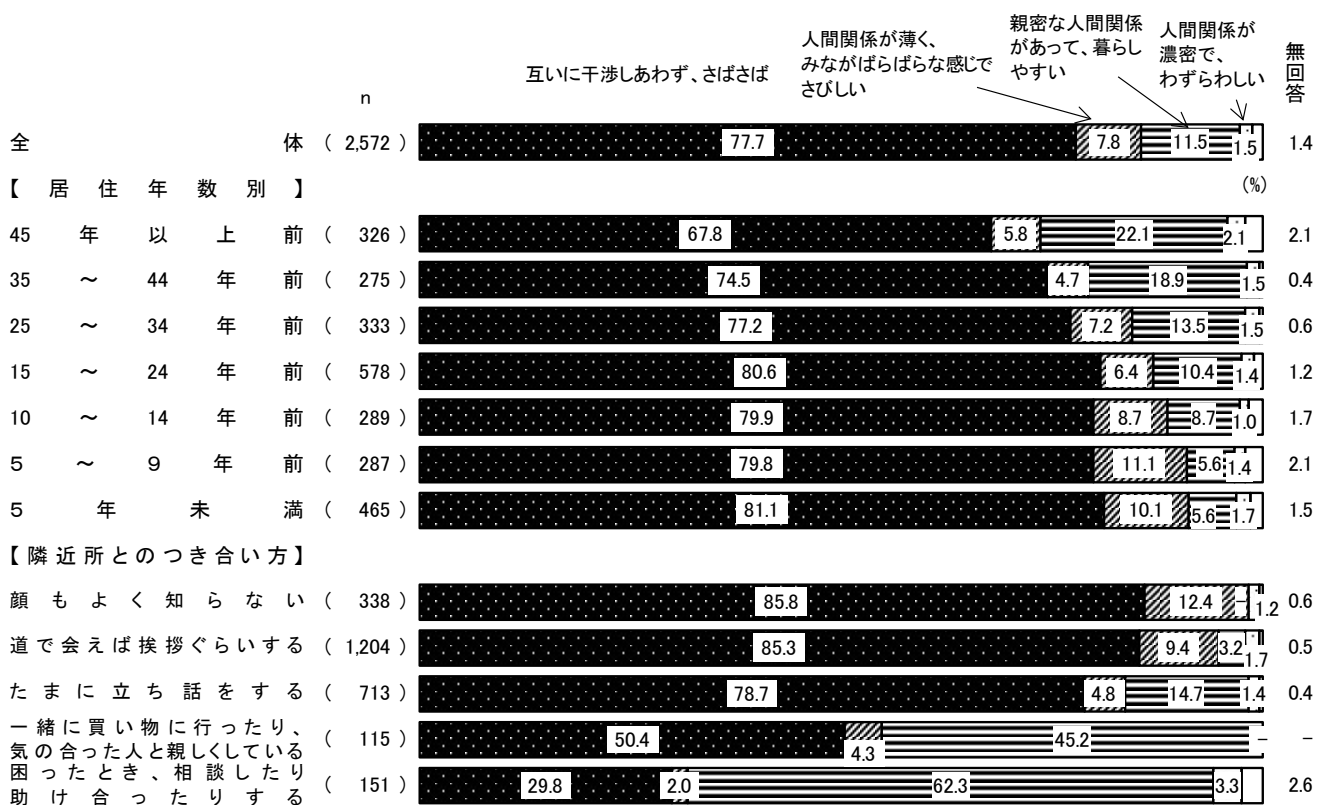 互いに干渉しあわず、さばさば
人間関係が薄く、
みながばらばらな感じで
さびしい
親密な人間関係
があって、暮らし
やすい
人間関係が
濃密で、
わずらわしい
無回答
n
全体 ( 2,572 ) 77.7 7.8 11.5 1.5 1.4
【居住年数別】 (%)
45年以上前 ( 326 ) 67.8 5.8 22.1 2.1 2.1
35～44年前 ( 275 ) 74.5 4.7 18.9 1.5 0.4
25～34年前 ( 333 ) 77.2 7.2 13.5 1.5 0.6
15～24年前 ( 578 ) 80.6 6.4 10.4 1.4 1.2
10～14年前 ( 289 ) 79.9 8.7 8.7 1.0 1.7
5～9年前 ( 287 ) 79.8 11.1 5.6 1.4 2.1
5年未満 ( 465 ) 81.1 10.1 5.6 1.7 1.5
【隣近所とのつき合い方】
顔もよく知らない ( 338 ) 85.8 12.4 - 1.2 0.6
道で会えば挨拶ぐらいする ( 1,204 ) 85.3 9.4 3.2 1.7 0.5
たまに立ち話をする ( 713 ) 78.7 4.8 14.7 1.4 0.4
一緒に買い物に行ったり、
気の合った人と親しくしている ( 115 ) 50.4 4.3 45.2 - -
困ったとき、相談したり
助け合ったりする ( 151 ) 29.8 2.0 62.3 3.3 2.6